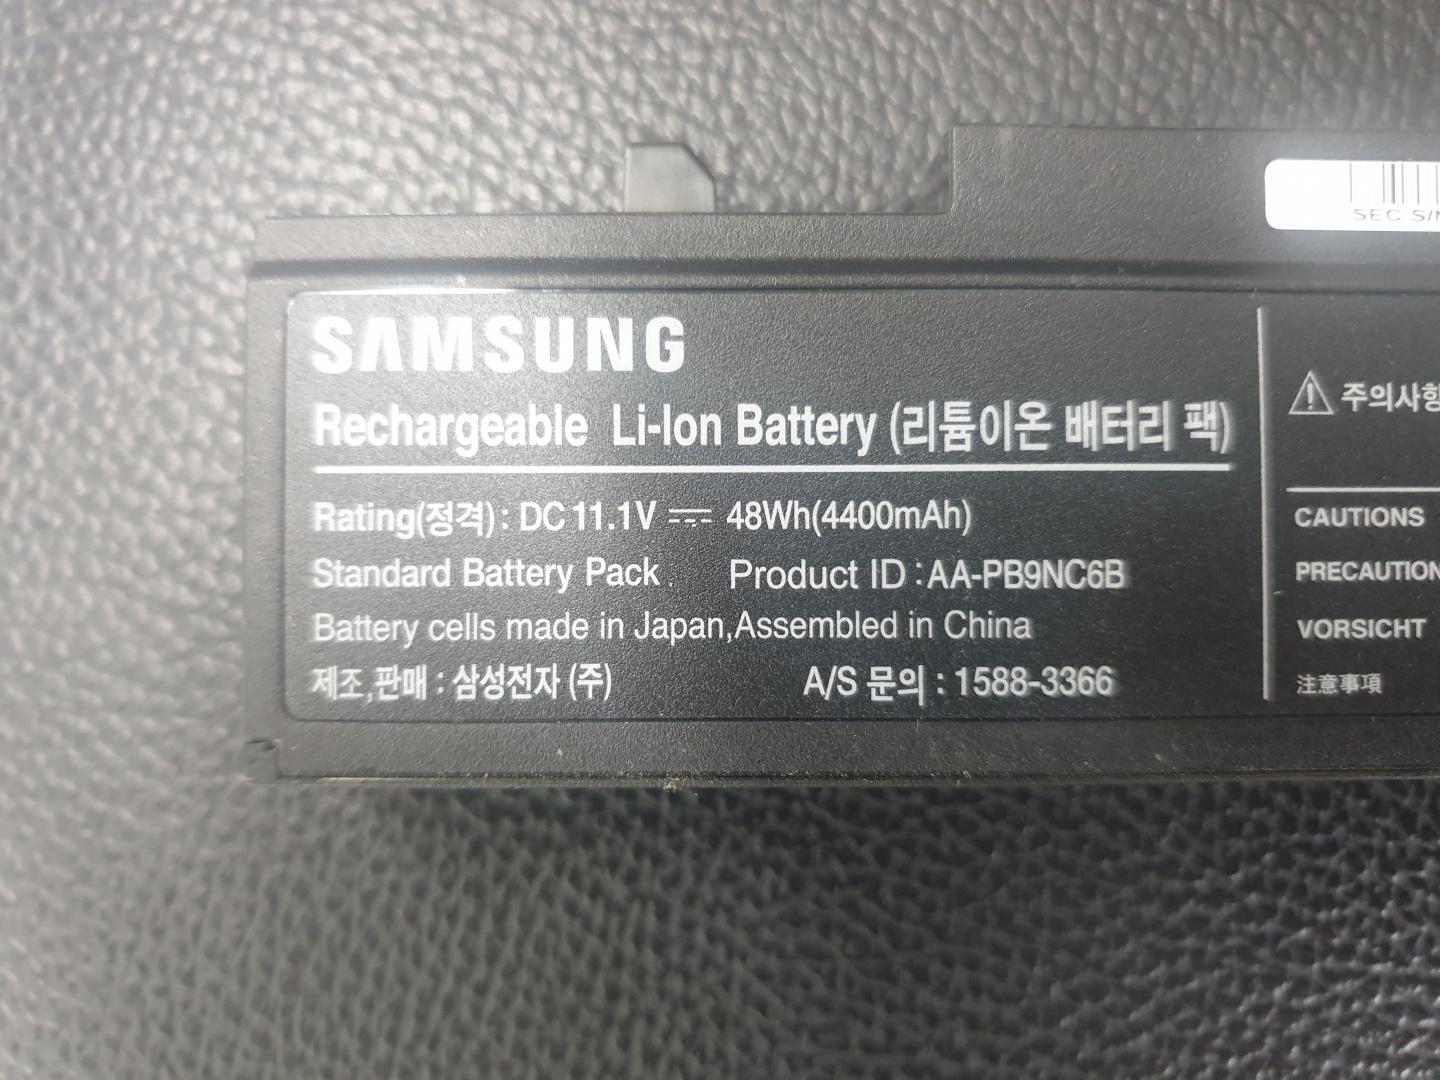 SEC S/N
SAMSUNG
Rechargeable Li-Ion Battery (리튬이온 배터리 팩)
Rating(정격) : DC 11.1V ⎓ 48Wh(4400mAh)
Standard Battery Pack. Product ID : AA-PB9NC6B
Battery cells made in Japan,Assembled in China
제조,판매 : 삼성전자 (주) A/S 문의 : 1588-3366
주의사항
CAUTIONS
PRECAUTION
VORSICHT
注意事項